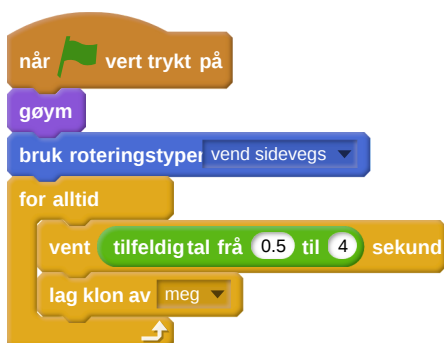 når vert trykt på
gøym
bruk roteringstypen vend sidevegs
for alltid
vent tilfeldig tal frå 0.5 til 4 sekund
lag klon av meg